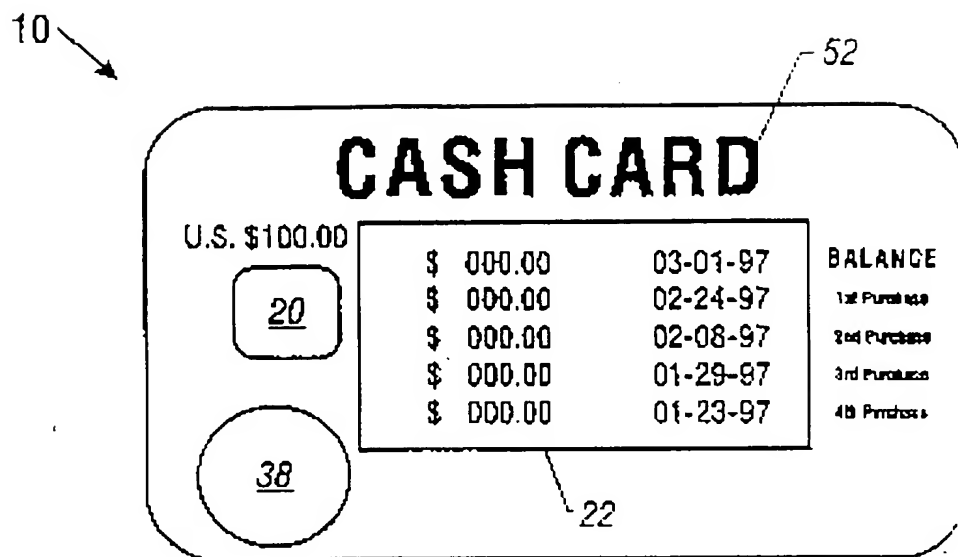 10
52
CASH CARD
U.S. $100.00
$ 000.00 03-01-97 BALANCE
$ 000.00 02-24-97 1st Purchase
$ 000.00 02-08-97 2nd Purchase
$ 000.00 01-29-97 3rd Purchase
$ 000.00 01-23-97 4th Purchase
20
38
22